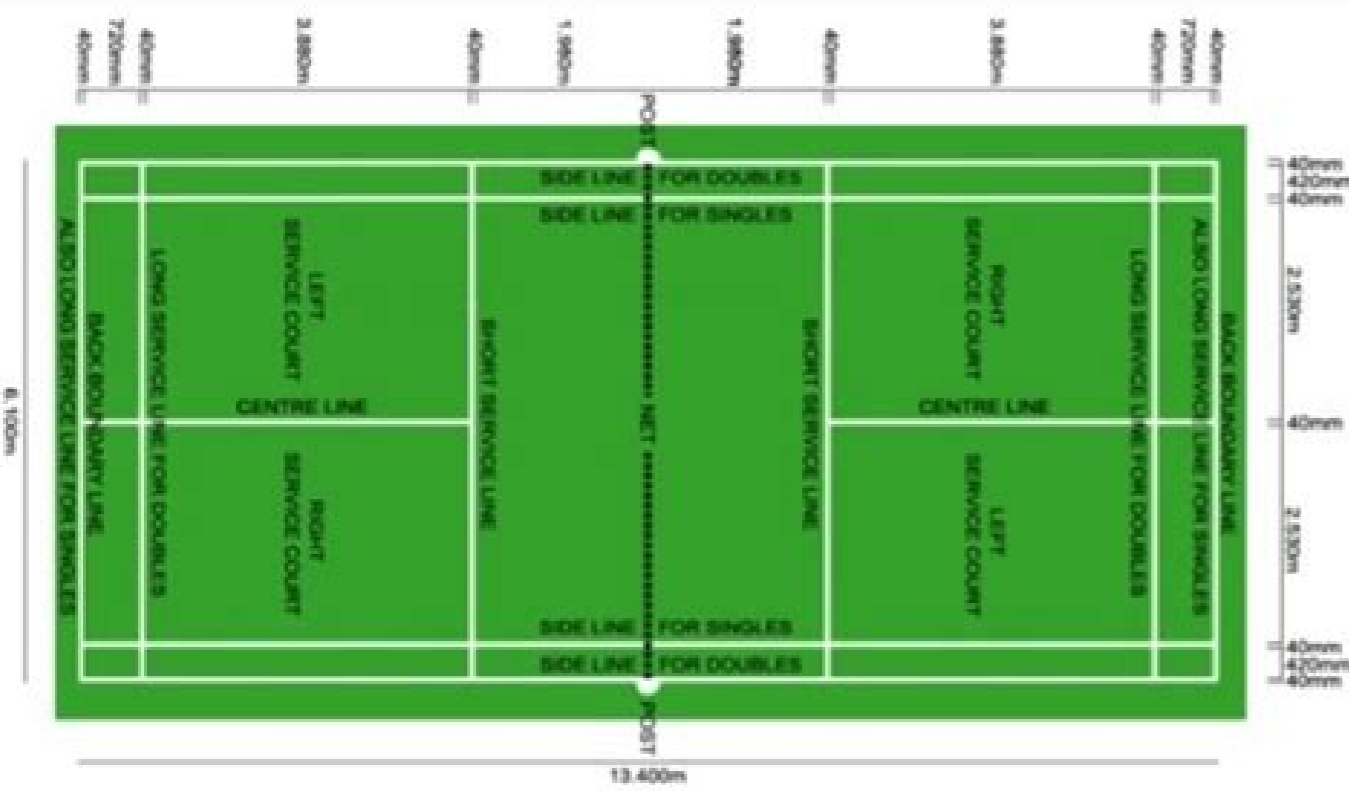 40mm
720mm
40mm
3.880m
40mm
1.980m
1.980m
40mm
3.880m
40mm
720mm
40mm
POST
SIDE LINE FOR DOUBLES
SIDE LINE FOR SINGLES
40mm
420mm
40mm
2.530m
40mm
2.530m
40mm
420mm
40mm
6.100m
BACK BOUNDARY LINE
ALSO LONG SERVICE LINE FOR SINGLES
LONG SERVICE LINE FOR DOUBLES
LEFT
SERVICE COURT
CENTRE LINE
RIGHT
SERVICE COURT
SHORT SERVICE LINE
NET
SHORT SERVICE LINE
RIGHT
SERVICE COURT
CENTRE LINE
LEFT
SERVICE COURT
LONG SERVICE LINE FOR DOUBLES
BACK BOUNDARY LINE
ALSO LONG SERVICE LINE FOR SINGLES
SIDE LINE FOR SINGLES
SIDE LINE FOR DOUBLES
POST
13.400m